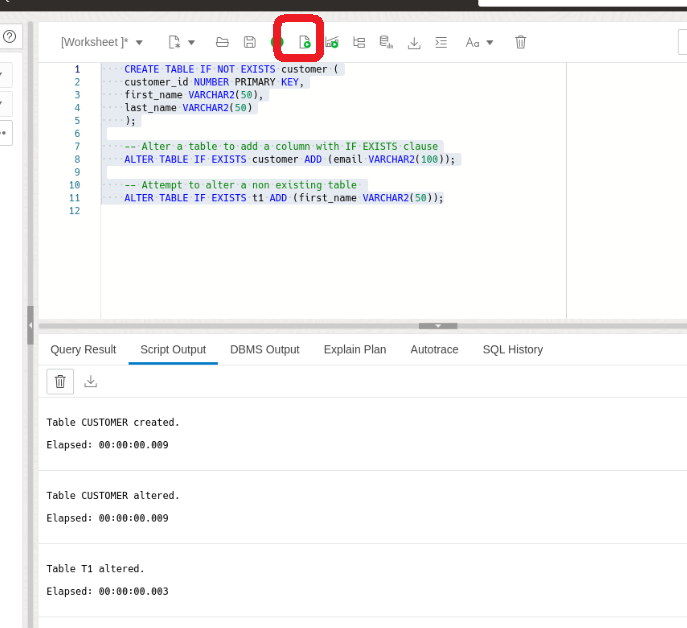 [Worksheet ]*
Aa
1 CREATE TABLE IF NOT EXISTS customer (
2 customer_id NUMBER PRIMARY KEY,
3 first_name VARCHAR2(50),
4 last_name VARCHAR2(50)
5 );
6
7 -- Alter a table to add a column with IF EXISTS clause
8 ALTER TABLE IF EXISTS customer ADD (email VARCHAR2(100));
9
10 -- Attempt to alter a non existing table
11 ALTER TABLE IF EXISTS t1 ADD (first_name VARCHAR2(50));
12
Query Result Script Output DBMS Output Explain Plan Autotrace SQL History
Table CUSTOMER created.
Elapsed: 00:00:00.009
Table CUSTOMER altered.
Elapsed: 00:00:00.009
Table T1 altered.
Elapsed: 00:00:00.003